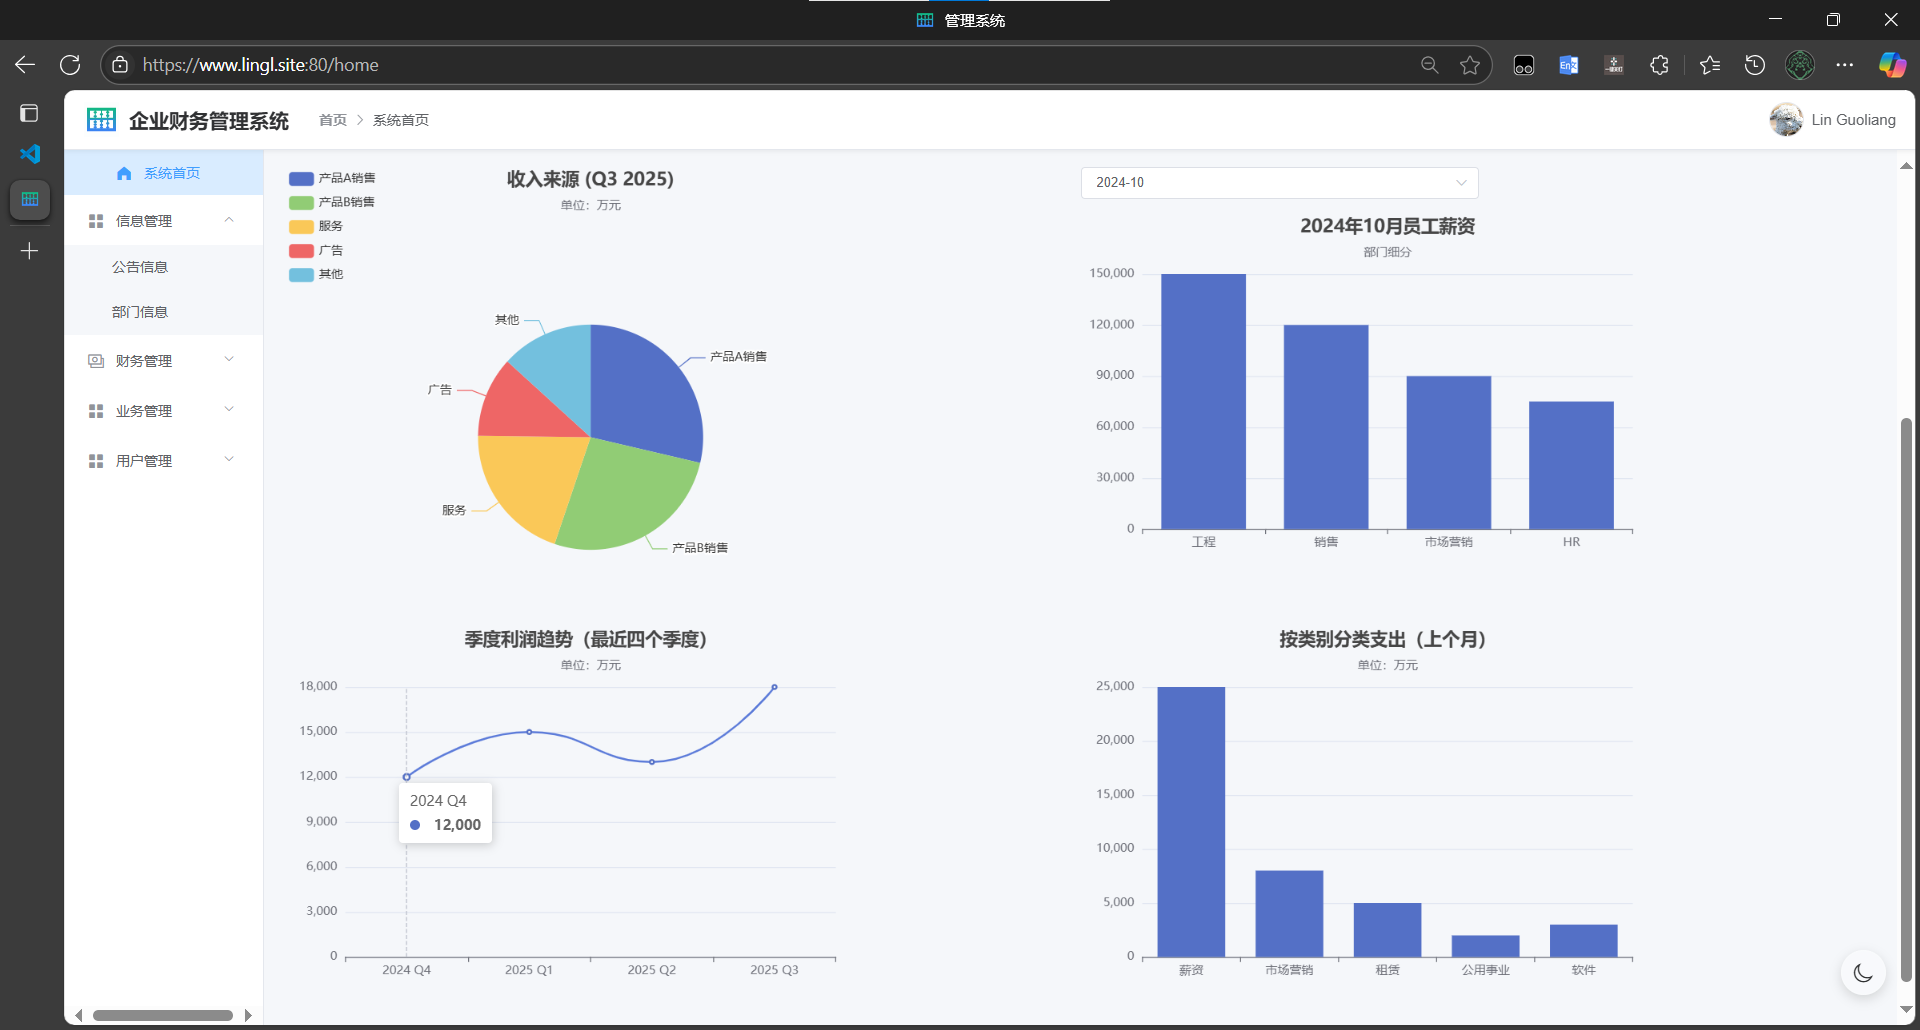 管理系统
https://www.lingl.site:80/home
企业财务管理系统
首页 > 系统首页
Lin Guoliang
系统首页
信息管理
公告信息
部门信息
财务管理
业务管理
用户管理
产品A销售
产品B销售
服务
广告
其他
收入来源 (Q3 2025)
单位：万元
其他
产品A销售
广告
服务
产品B销售
2024-10
2024年10月员工薪资
部门细分
150,000
120,000
90,000
60,000
30,000
0
工程 销售 市场营销 HR
季度利润趋势（最近四个季度）
单位：万元
18,000
15,000
12,000
9,000
6,000
3,000
0
2024 Q4
12,000
2024 Q4 2025 Q1 2025 Q2 2025 Q3
按类别分类支出（上个月）
单位：万元
25,000
20,000
15,000
10,000
5,000
0
薪资 市场营销 租赁 公用事业 软件